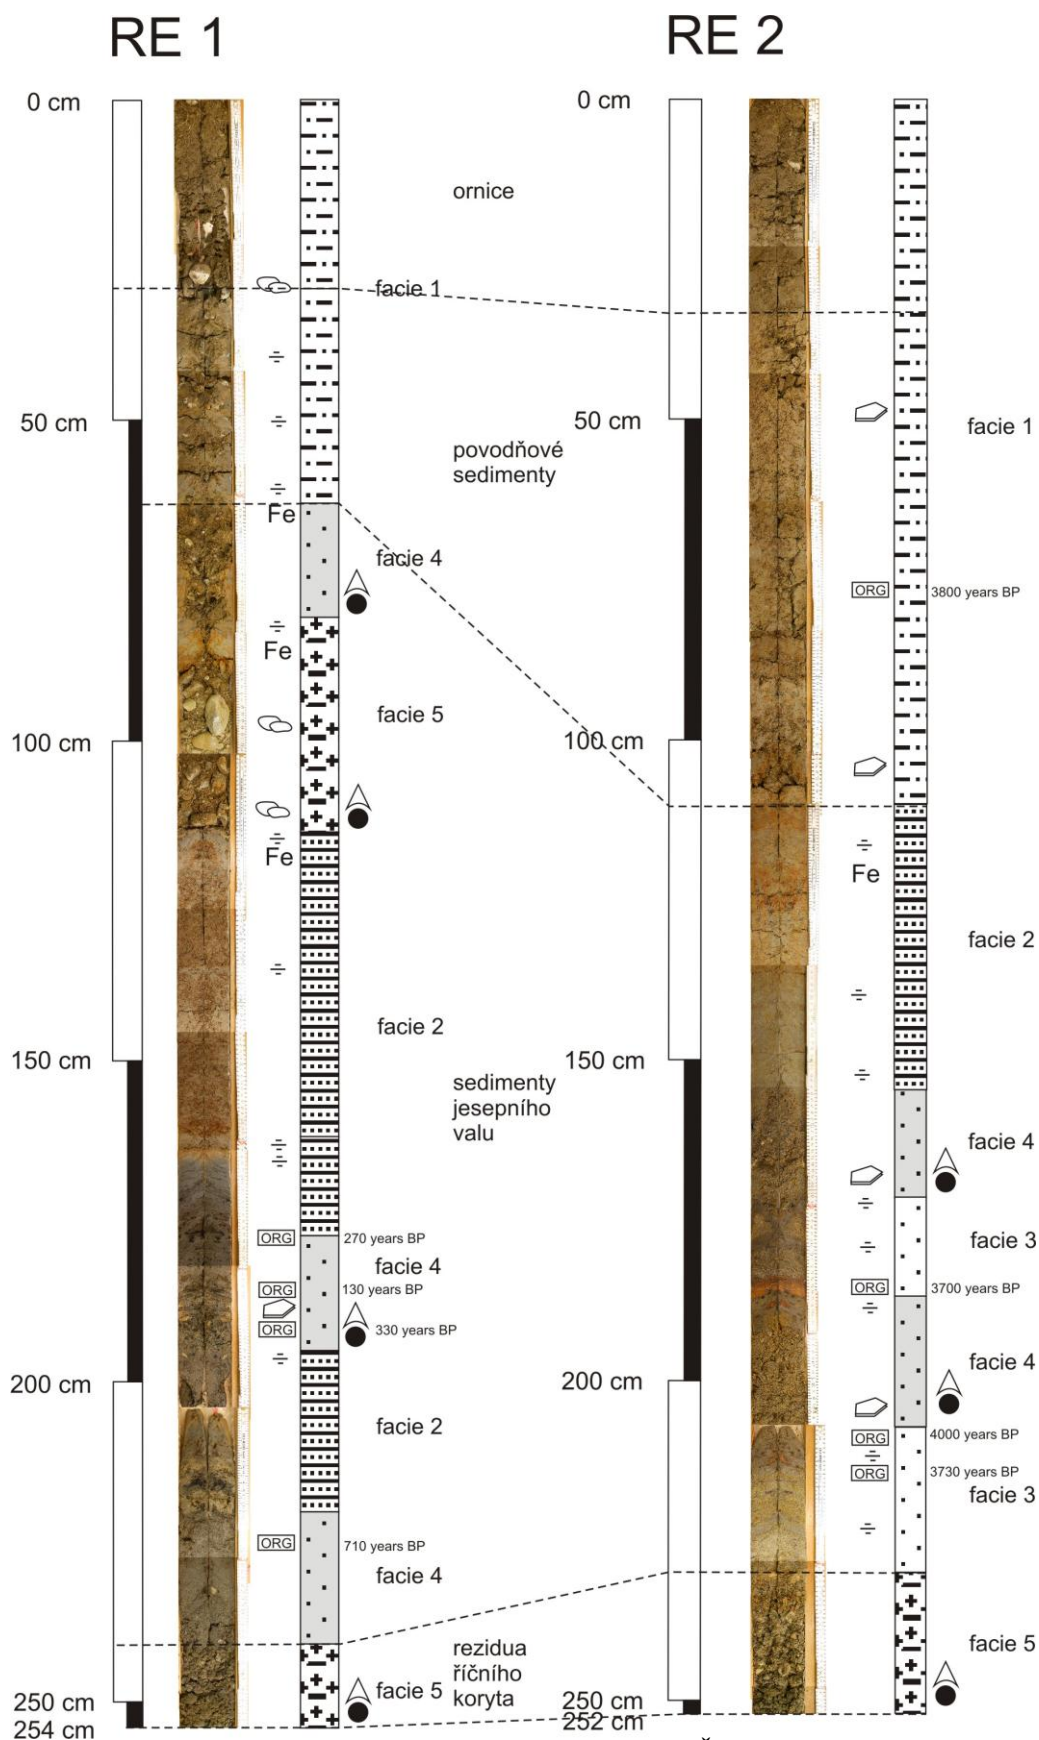 RE 1
RE 2
0 cm
0 cm
ornice
facie 1
50 cm
50 cm
facie 1
povodňové
sedimenty
Fe
facie 4
ORG
3800 years BP
Fe
facie 5
100 cm
100 cm
Fe
Fe
facie 2
facie 2
150 cm
150 cm
sedimenty
jesepního
valu
facie 4
ORG
270 years BP
facie 3
facie 4
ORG
130 years BP
ORG
3700 years BP
ORG
330 years BP
facie 4
200 cm
200 cm
facie 2
ORG
4000 years BP
ORG
3730 years BP
facie 3
ORG
710 years BP
facie 4
rezidua
říčního
koryta
facie 5
facie 5
250 cm
250 cm
254 cm
252 cm